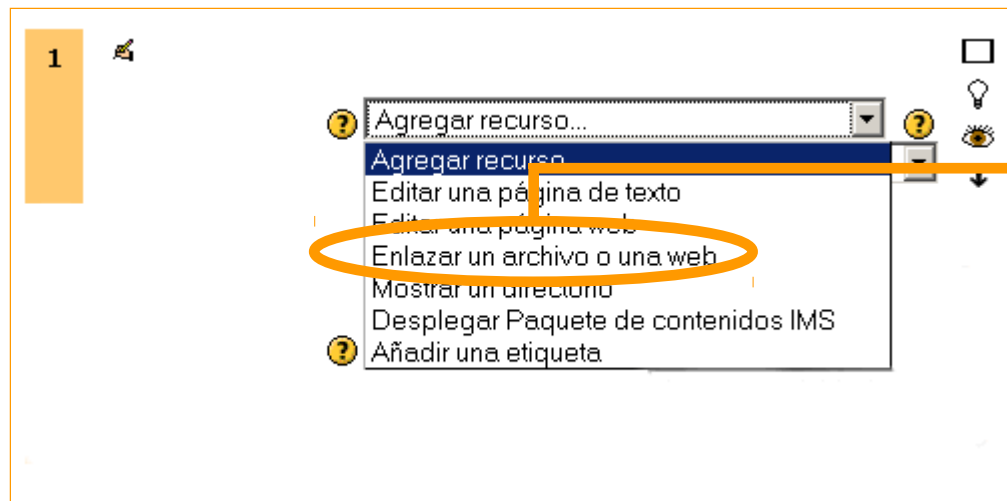 1
? Agregar recurso... ?
Agregar recurso...
Editar una página de texto
Editar una página web
Enlazar un archivo o una web
Mostrar un directorio
Desplegar Paquete de contenidos IMS
? Añadir una etiqueta